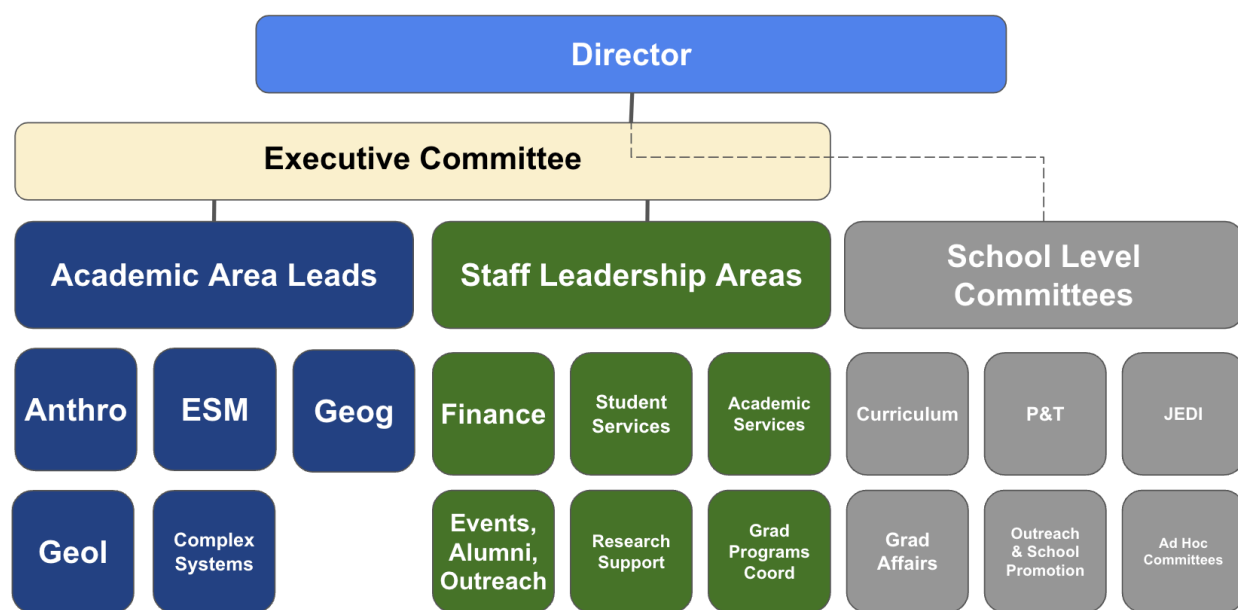 Director
Executive Committee
Academic Area Leads
Staff Leadership Areas
School Level
Committees
Anthro
ESM
Geog
Finance
Student
Services
Academic
Services
Curriculum
P&T
JEDI
Geol
Complex
Systems
Events,
Alumni,
Outreach
Research
Support
Grad
Programs
Coord
Grad
Affairs
Outreach
& School
Promotion
Ad Hoc
Committees